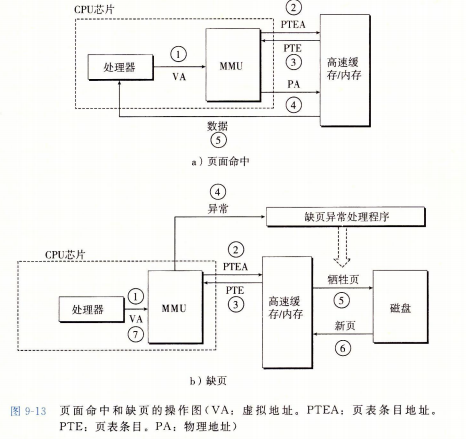 CPU芯片
②
PTEA
①
处理器
VA
MMU
PTE
③
高速缓
存/内存
PA
④
数据
⑤
a）页面命中
④
异常
缺页异常处理程序
CPU芯片
②
PTEA
①
处理器
VA
⑦
MMU
PTE
③
高速缓
存/内存
牺牲页
⑤
磁盘
新页
⑥
b）缺页
图 9-13 页面命中和缺页的操作图(VA：虚拟地址。PTEA：页表条目地址。
PTE：页表条目。PA：物理地址)